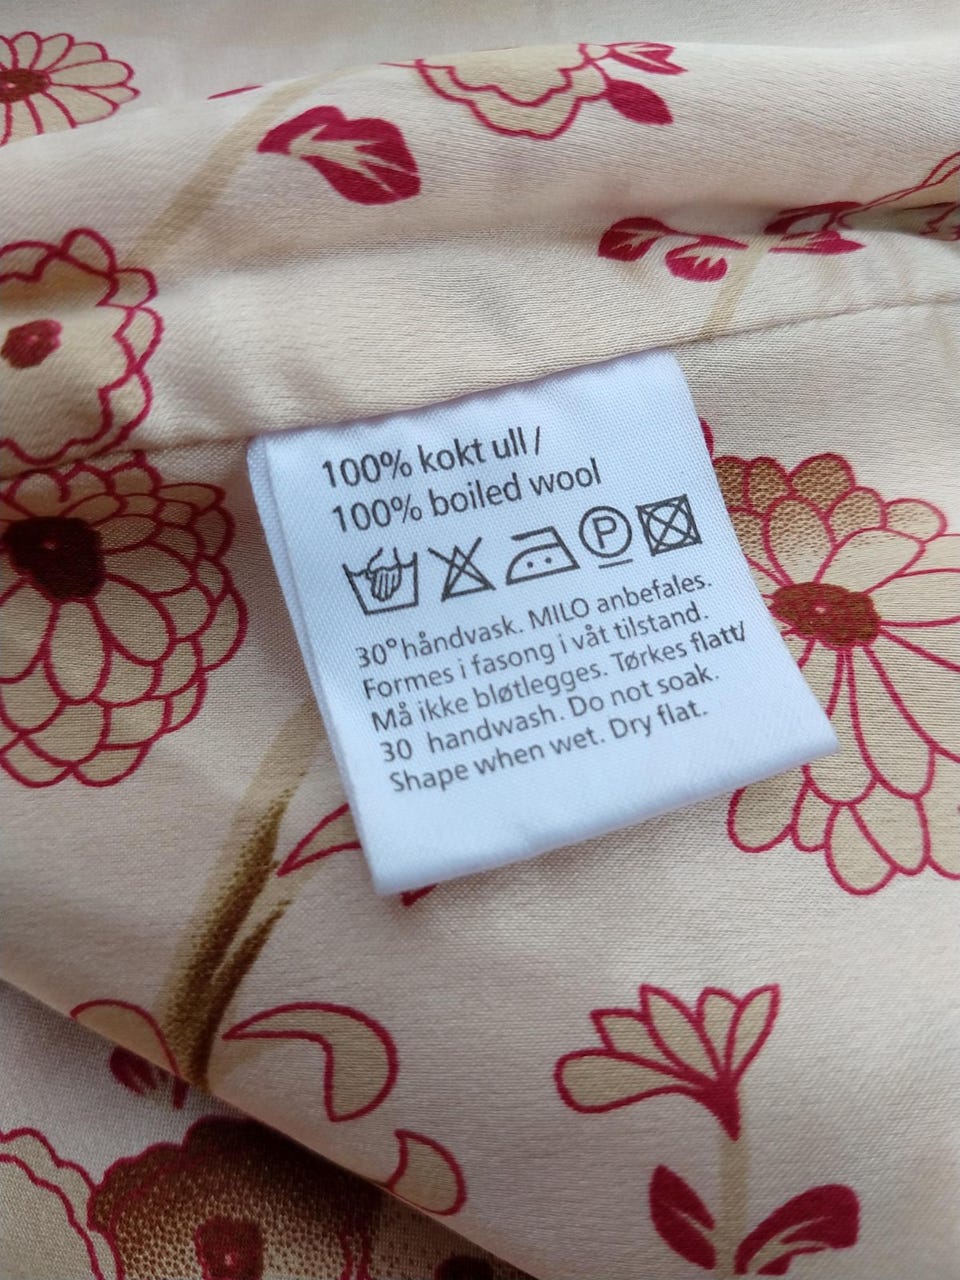 100% kokt ull /
100% boiled wool
P
30° håndvask. MILO anbefales.
Formes i fasong i våt tilstand.
Må ikke bløtlegges. Tørkes flatt/
30 handwash. Do not soak.
Shape when wet. Dry flat.